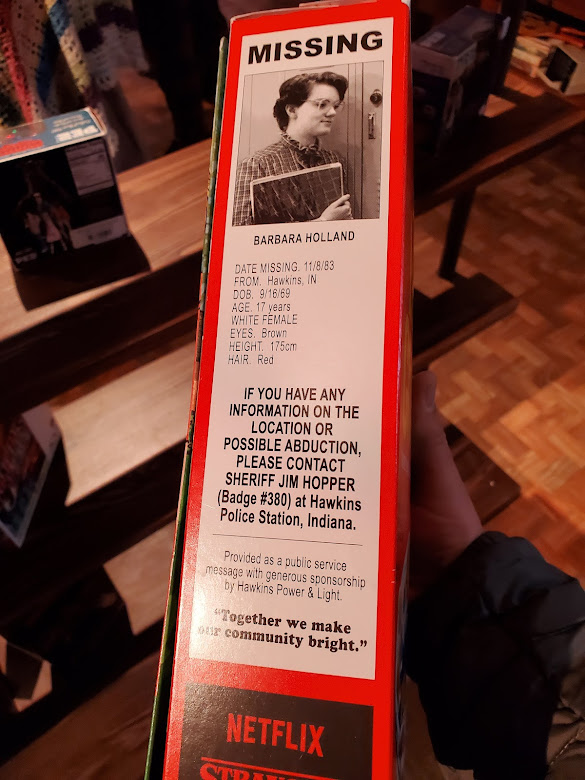 MISSING
BARBARA HOLLAND
DATE MISSING. 11/8/83
FROM. Hawkins, IN
DOB. 9/16/69
AGE. 17 years
WHITE FEMALE
EYES. Brown
HEIGHT. 175cm
HAIR. Red
IF YOU HAVE ANY
INFORMATION ON THE
LOCATION OR
POSSIBLE ABDUCTION,
PLEASE CONTACT
SHERIFF JIM HOPPER
(Badge #380) at Hawkins
Police Station, Indiana.
Provided as a public service
message with generous sponsorship
by Hawkins Power & Light.
“Together we make
our community bright.”
NETFLIX